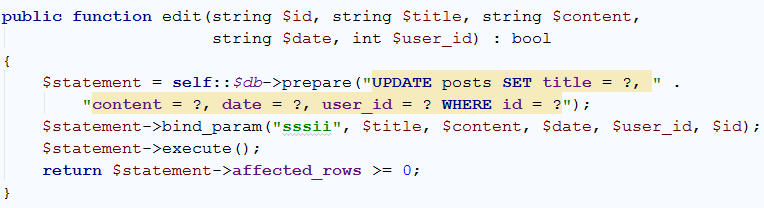 public function edit(string $id, string $title, string $content,
string $date, int $user_id) : bool
{
$statement = self::$db->prepare("UPDATE posts SET title = ?, " .
"content = ?, date = ?, user_id = ? WHERE id = ?");
$statement->bind_param("sssii", $title, $content, $date, $user_id, $id);
$statement->execute();
return $statement->affected_rows >= 0;
}